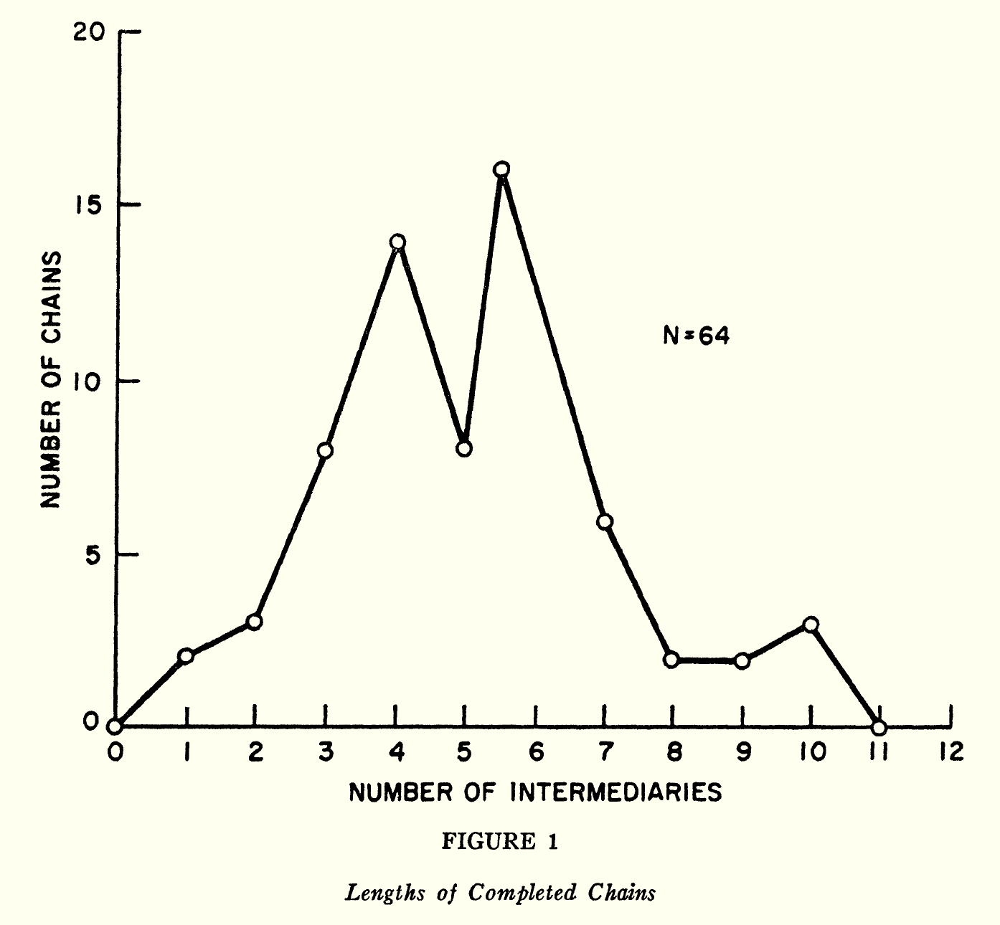 20
15
10
5
0
NUMBER OF CHAINS
N=64
0 1 2 3 4 5 6 7 8 9 10 11 12
NUMBER OF INTERMEDIARIES
FIGURE 1
Lengths of Completed Chains